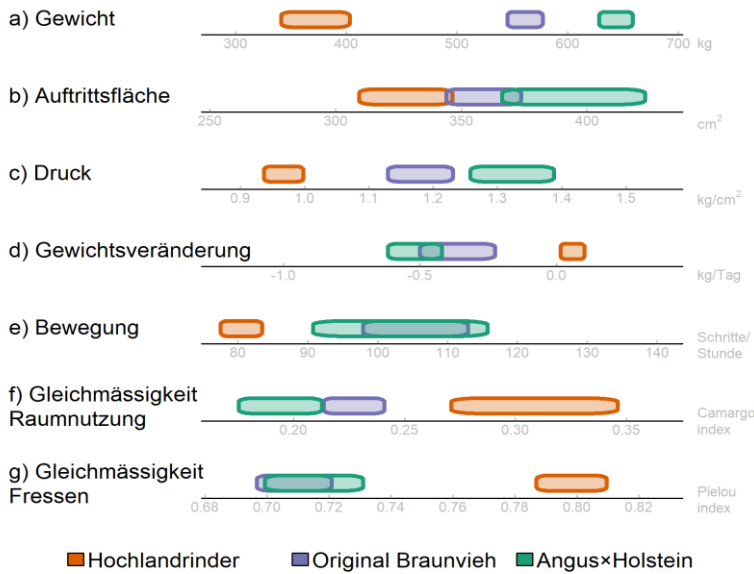 a) Gewicht
300 400 500 600 700 kg
b) Auftrittsfläche
250 300 350 400 cm²
c) Druck
0.9 1.0 1.1 1.2 1.3 1.4 1.5 kg/cm²
d) Gewichtsveränderung
-1.0 -0.5 0.0 kg/Tag
e) Bewegung
Schritte/
80 90 100 110 120 130 140 Stunde
f) Gleichmässigkeit
Raumnutzung
Camargo
0.20 0.25 0.30 0.35 index
g) Gleichmässigkeit
Fressen
Pielou
0.68 0.70 0.72 0.74 0.76 0.78 0.80 0.82 index
Hochlandrinder Original Braunvieh Angus×Holstein